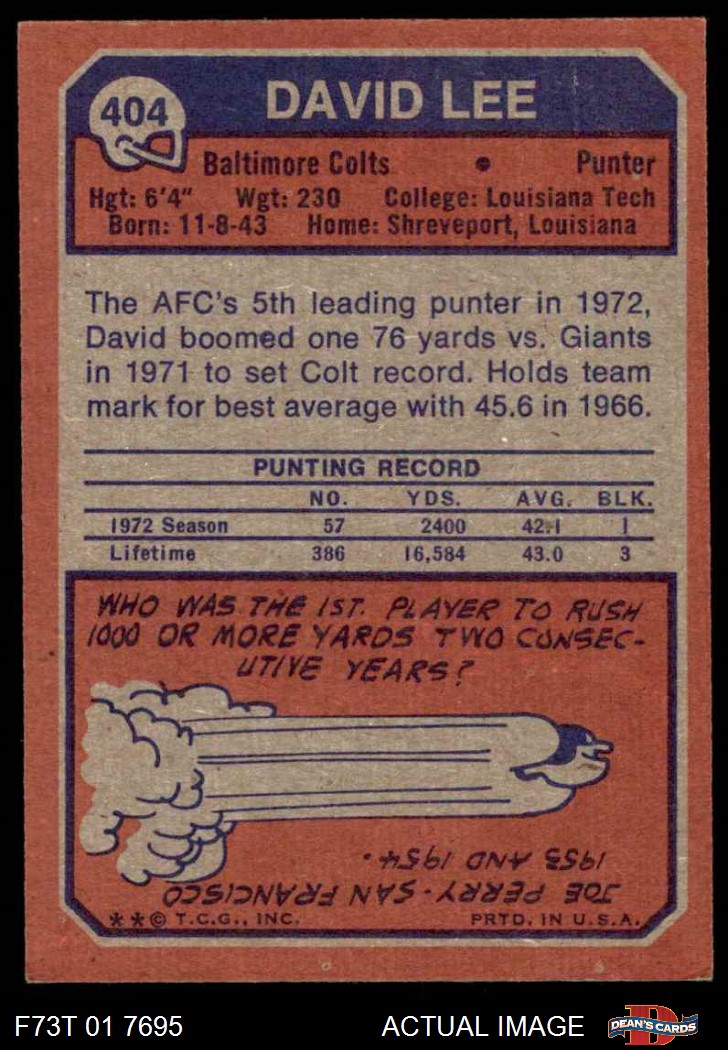 404
DAVID LEE
Baltimore Colts • Punter
Hgt: 6'4" Wgt: 230 College: Louisiana Tech
Born: 11-8-43 Home: Shreveport, Louisiana
The AFC's 5th leading punter in 1972,
David boomed one 76 yards vs. Giants
in 1971 to set Colt record. Holds team
mark for best average with 45.6 in 1966.
PUNTING RECORD
NO. YDS. AVG. BLK.
1972 Season 57 2400 42.1 1
Lifetime 386 16,584 43.0 3
WHO WAS THE 1ST. PLAYER TO RUSH
1000 OR MORE YARDS TWO CONSEC-
UTIVE YEARS?
JOE PERRY-SAN FRANCISCO
1953 AND 1954.
**© T.C.G., INC. PRTD. IN U.S.A.
F73T 01 7695 ACTUAL IMAGE D DEAN'S CARDS